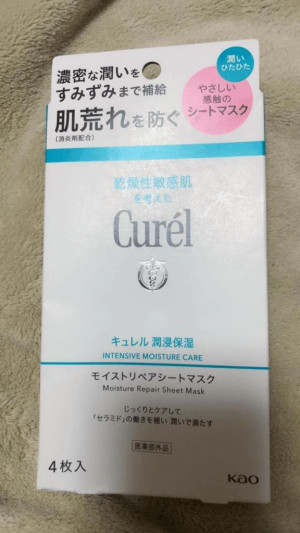 濃密な潤いを
すみずみまで補給
肌荒れを防ぐ
(消炎剤配合)
潤い
ひたひた
やさしい
感触の
シートマスク
乾燥性敏感肌
を考えた
Curél
キュレル 潤浸保湿
INTENSIVE MOISTURE CARE
モイストリペアシートマスク
Moisture Repair Sheet Mask
じっくりとケアして
「セラミド」の働きを補い 潤いで満たす
医薬部外品
4枚入
Kao